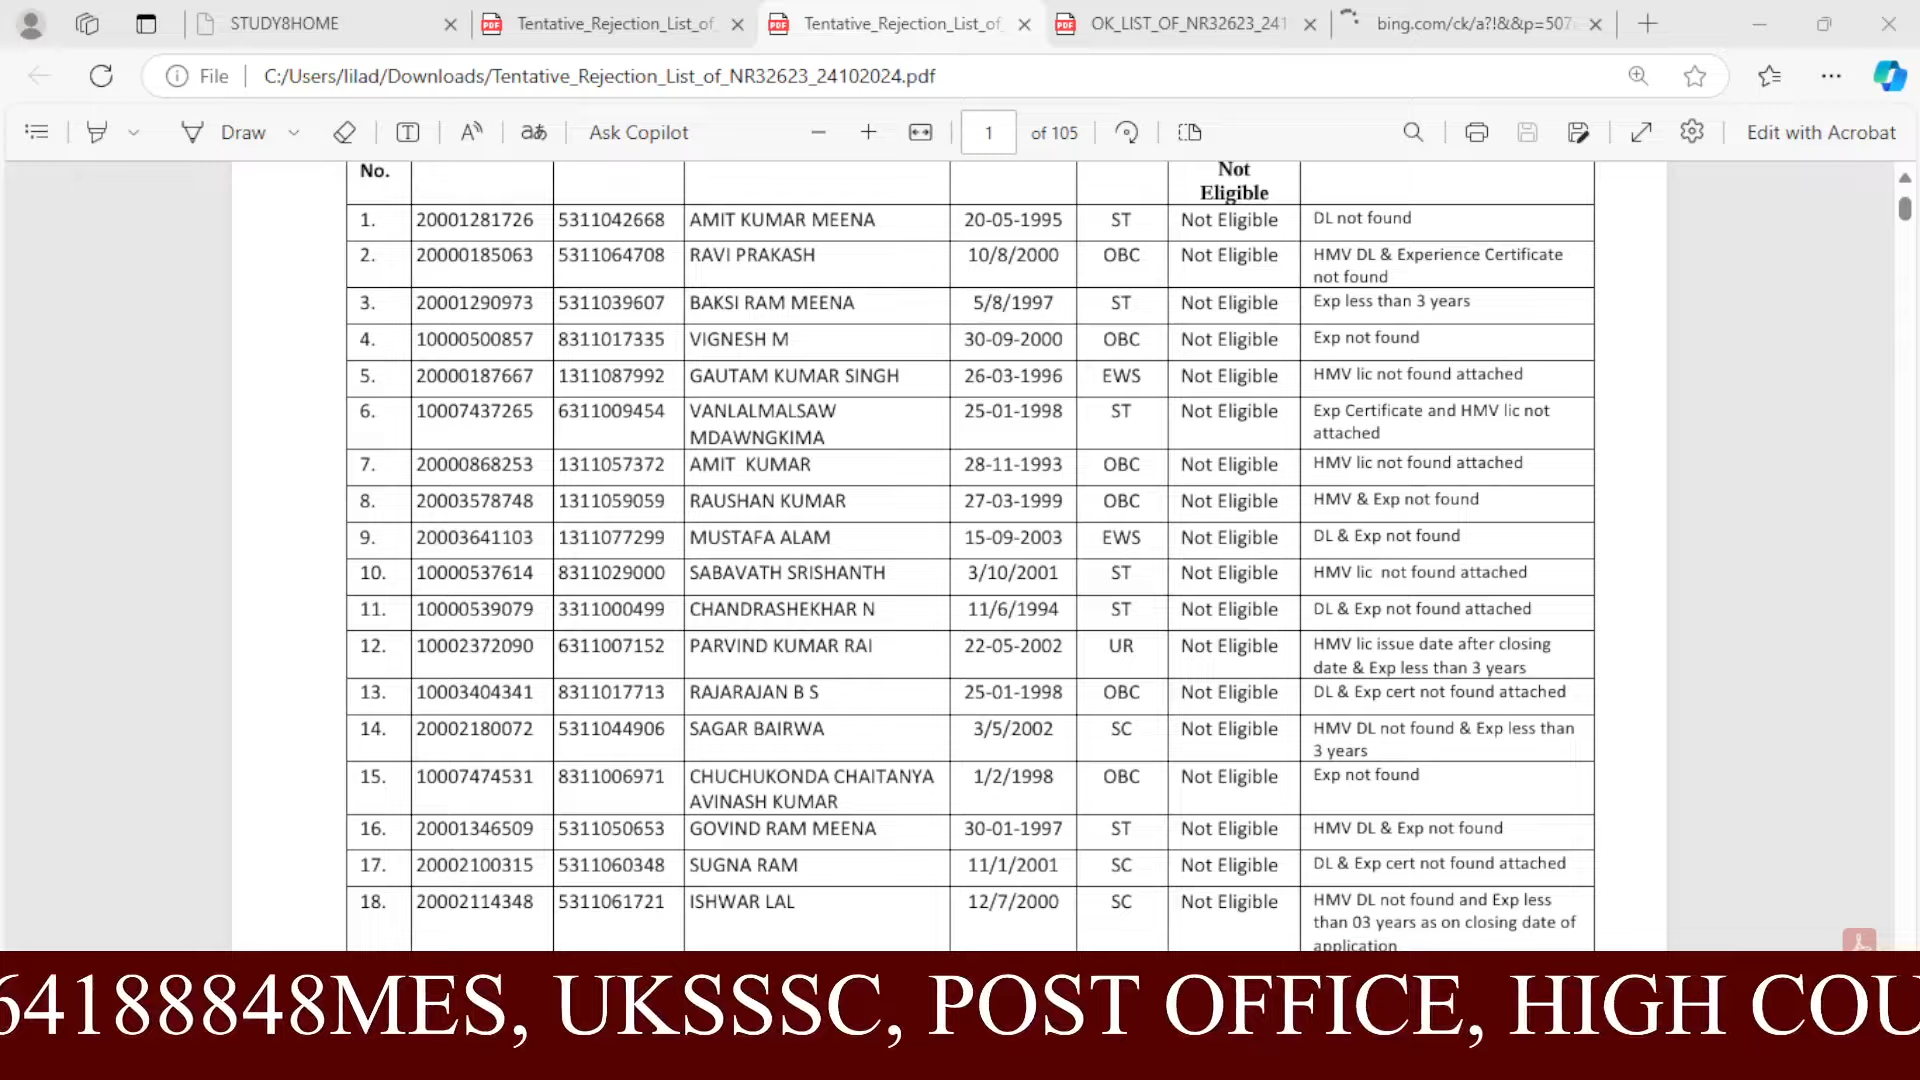 STUDY8HOME
Tentative_Rejection_List_of_
Tentative_Rejection_List_of_
OK_LIST_OF_NR32623_241
bing.com/ck/a?!&&p=507
File
C:/Users/lilad/Downloads/Tentative_Rejection_List_of_NR32623_24102024.pdf
Draw
Ask Copilot
1 of 105
Edit with Acrobat
No.
Not
Eligible
1. 20001281726 5311042668 AMIT KUMAR MEENA 20-05-1995 ST Not Eligible DL not found
2. 20000185063 5311064708 RAVI PRAKASH 10/8/2000 OBC Not Eligible HMV DL & Experience Certificate
not found
3. 20001290973 5311039607 BAKSI RAM MEENA 5/8/1997 ST Not Eligible Exp less than 3 years
4. 10000500857 8311017335 VIGNESH M 30-09-2000 OBC Not Eligible Exp not found
5. 20000187667 1311087992 GAUTAM KUMAR SINGH 26-03-1996 EWS Not Eligible HMV lic not found attached
6. 10007437265 6311009454 VANLALMALSAW 25-01-1998 ST Not Eligible Exp Certificate and HMV lic not
MDAWNGKIMA attached
7. 20000868253 1311057372 AMIT KUMAR 28-11-1993 OBC Not Eligible HMV lic not found attached
8. 20003578748 1311059059 RAUSHAN KUMAR 27-03-1999 OBC Not Eligible HMV & Exp not found
9. 20003641103 1311077299 MUSTAFA ALAM 15-09-2003 EWS Not Eligible DL & Exp not found
10. 10000537614 8311029000 SABAVATH SRISHANTH 3/10/2001 ST Not Eligible HMV lic not found attached
11. 10000539079 3311000499 CHANDRASHEKHAR N 11/6/1994 ST Not Eligible DL & Exp not found attached
12. 10002372090 6311007152 PARVIND KUMAR RAI 22-05-2002 UR Not Eligible HMV lic issue date after closing
date & Exp less than 3 years
13. 10003404341 8311017713 RAJARAJAN B S 25-01-1998 OBC Not Eligible DL & Exp cert not found attached
14. 20002180072 5311044906 SAGAR BAIRWA 3/5/2002 SC Not Eligible HMV DL not found & Exp less than
3 years
15. 10007474531 8311006971 CHUCHUKONDA CHAITANYA 1/2/1998 OBC Not Eligible Exp not found
AVINASH KUMAR
16. 20001346509 5311050653 GOVIND RAM MEENA 30-01-1997 ST Not Eligible HMV DL & Exp not found
17. 20002100315 5311060348 SUGNA RAM 11/1/2001 SC Not Eligible DL & Exp cert not found attached
18. 20002114348 5311061721 ISHWAR LAL 12/7/2000 SC Not Eligible HMV DL not found and Exp less
than 03 years as on closing date of
application
64188848MES, UKSSSC, POST OFFICE, HIGH COU